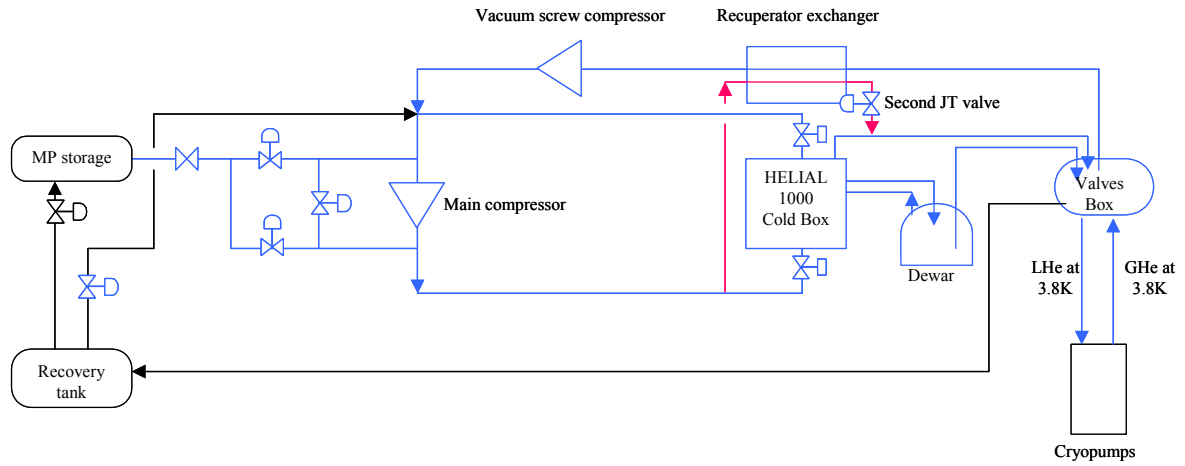 Vacuum screw compressor
Recuperator exchanger
Second JT valve
MP storage
HELIAL
1000
Cold Box
Valves
Box
Main compressor
Dewar
LHe at
3.8K
GHe at
3.8K
Recovery
tank
Cryopumps